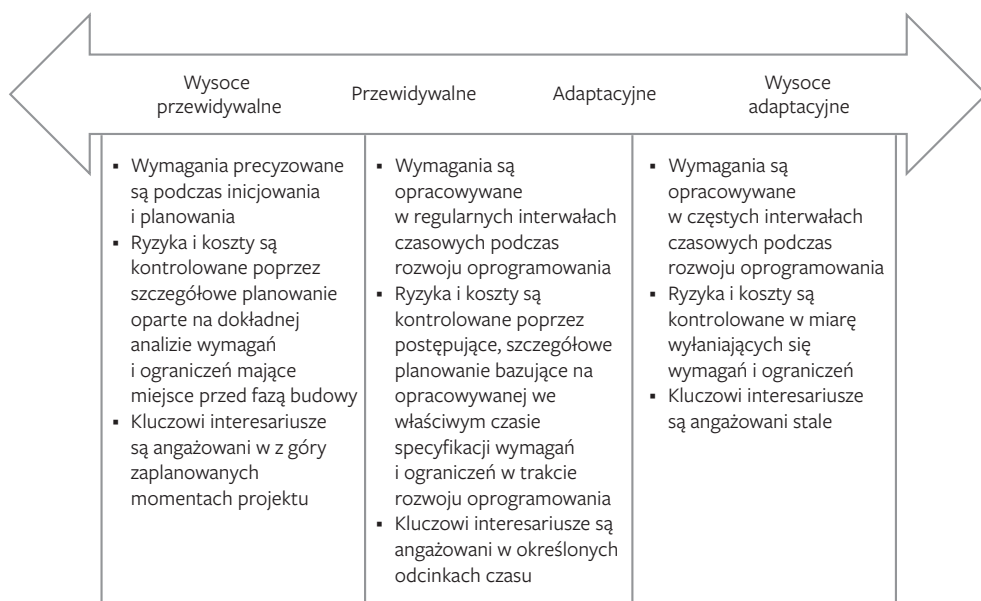 Wysoce
przewidywalne
Przewidywalne
Adaptacyjne
Wysoce
adaptacyjne
▪ Wymagania precyzowane
są podczas inicjowania
i planowania
▪ Ryzyka i koszty są
kontrolowane poprzez
szczegółowe planowanie
oparte na dokładnej
analizie wymagań
i ograniczeń mające
miejsce przed fazą budowy
▪ Kluczowi interesariusze
są angażowani w z góry
zaplanowanych
momentach projektu
▪ Wymagania są
opracowywane
w regularnych interwałach
czasowych podczas
rozwoju oprogramowania
▪ Ryzyka i koszty są
kontrolowane poprzez
postępujące, szczegółowe
planowanie bazujące na
opracowywanej we
właściwym czasie
specyfikacji wymagań
i ograniczeń w trakcie
rozwoju oprogramowania
▪ Kluczowi interesariusze są
angażowani w określonych
odcinkach czasu
▪ Wymagania są
opracowywane
w częstych interwałach
czasowych podczas
rozwoju oprogramowania
▪ Ryzyka i koszty są
kontrolowane w miarę
wyłaniających się
wymagań i ograniczeń
▪ Kluczowi interesariusze
są angażowani stale